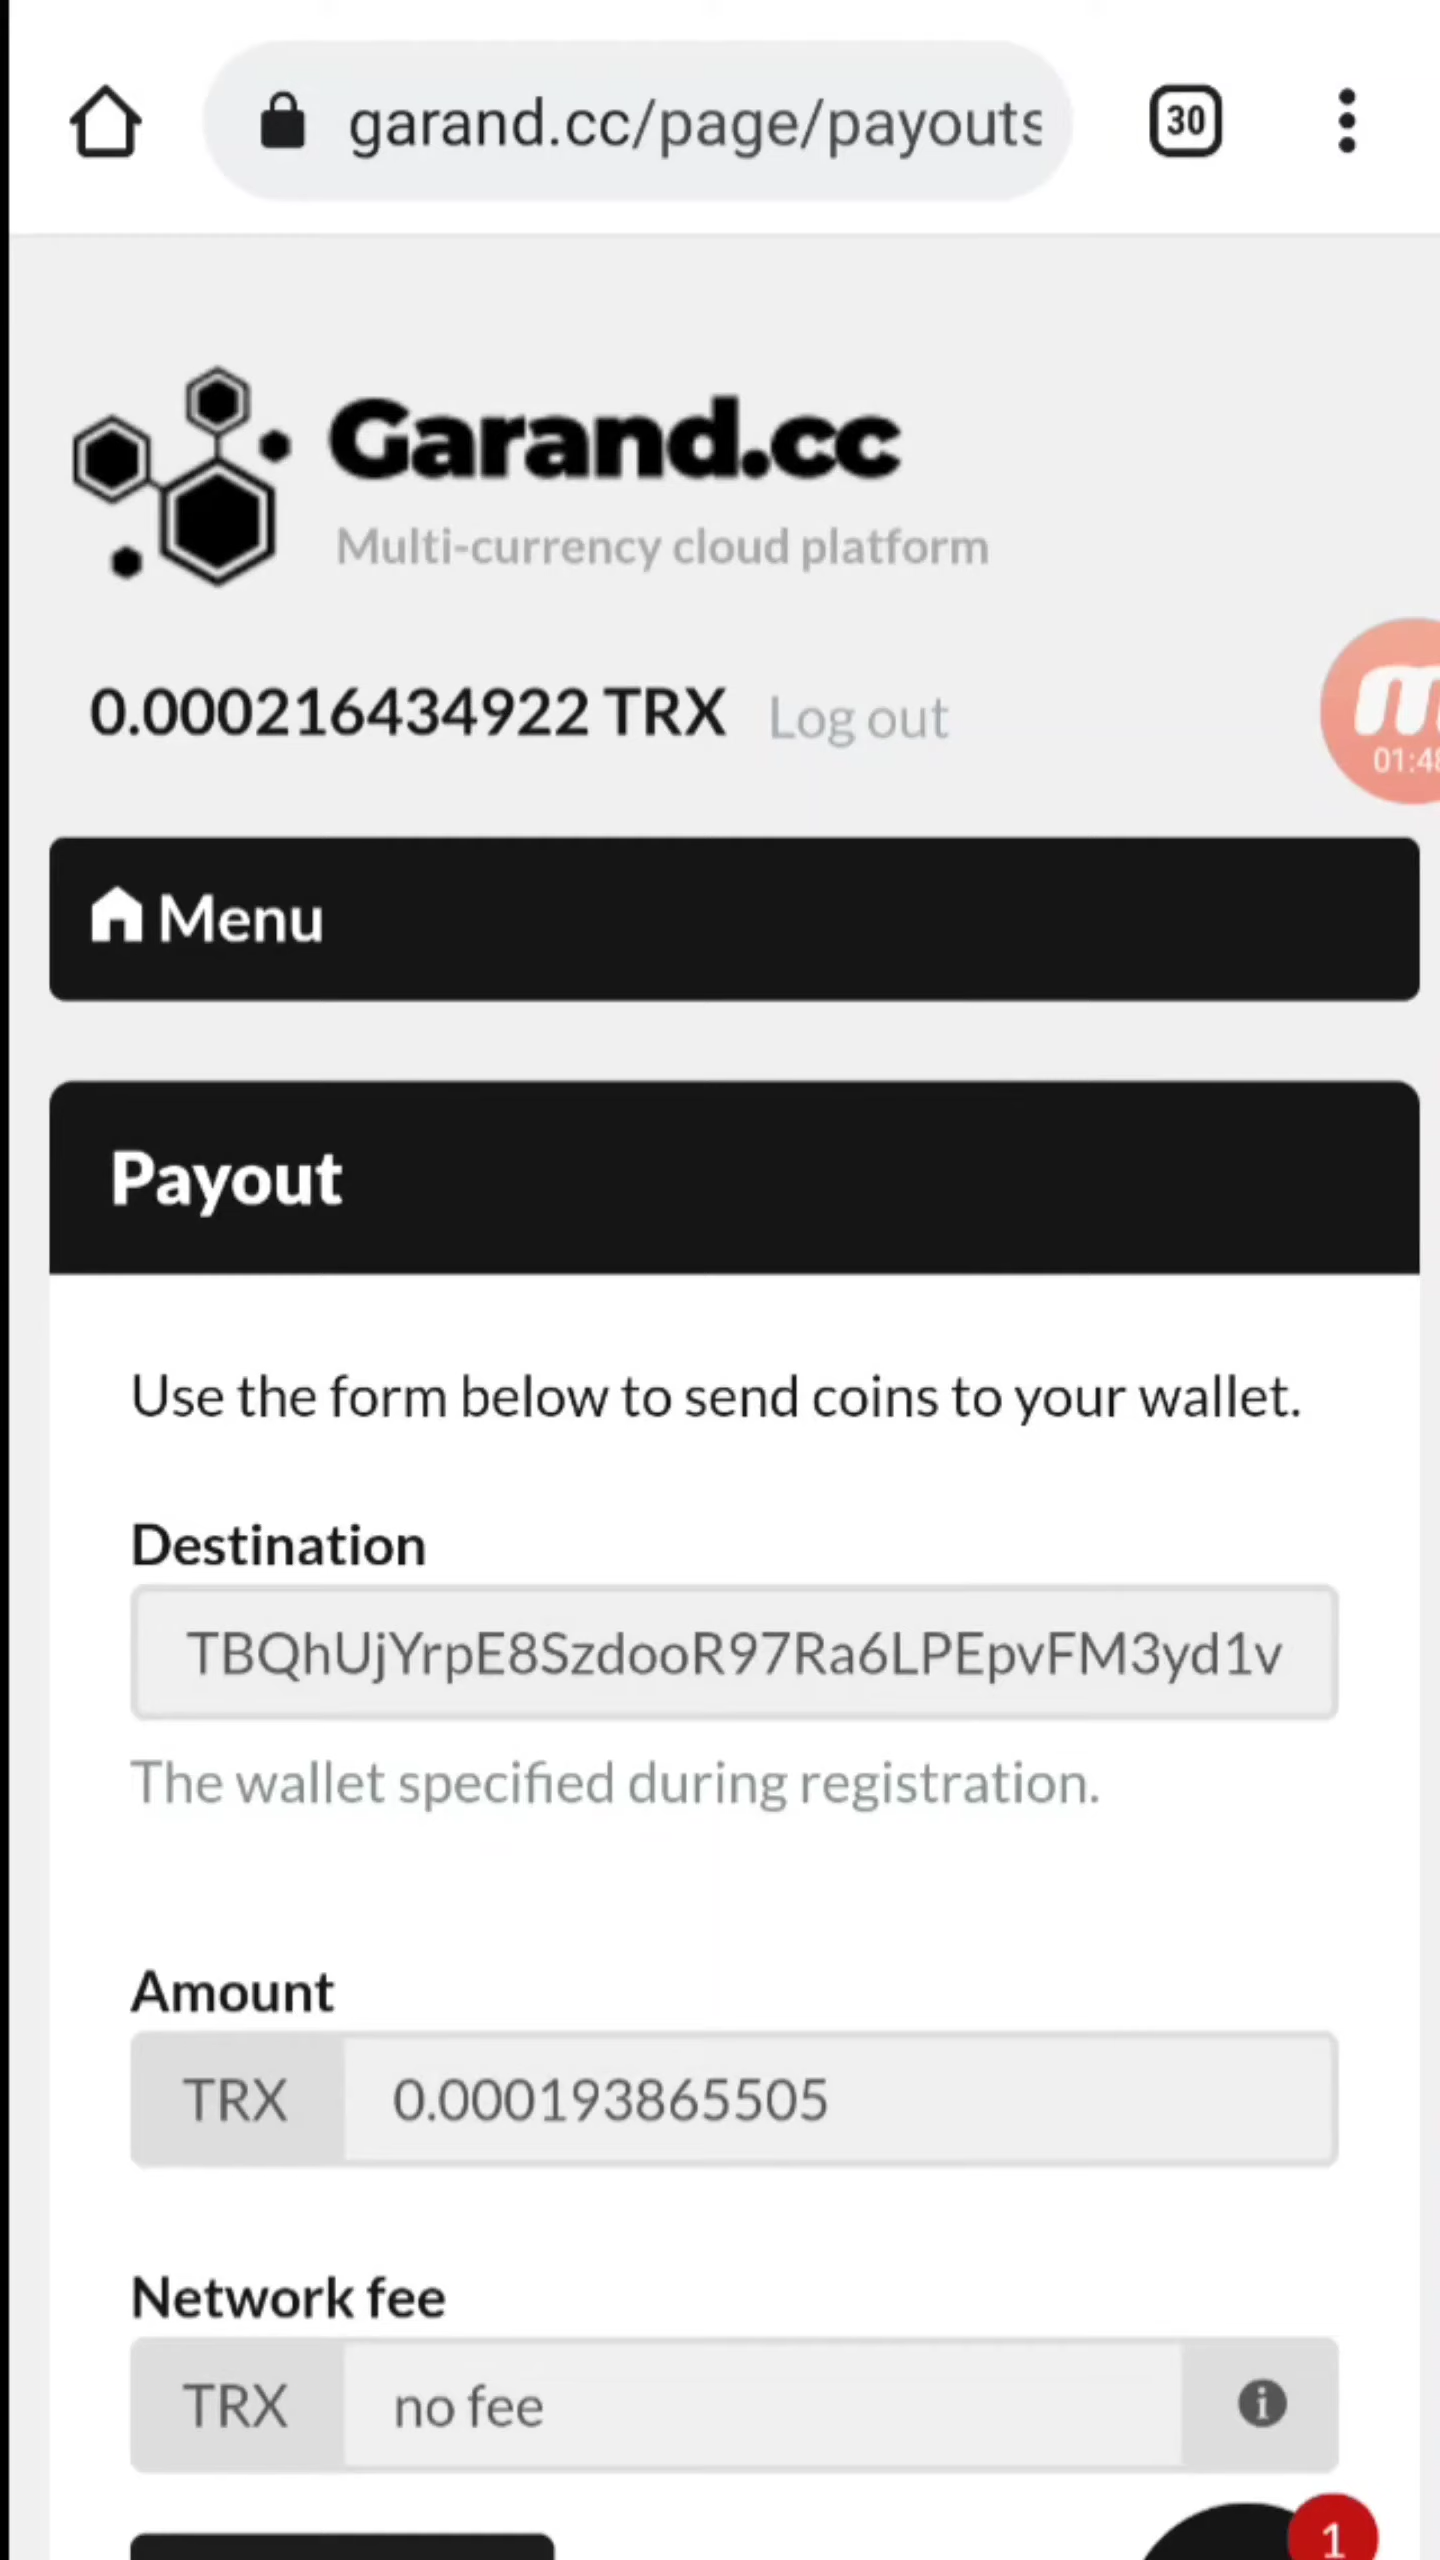 garand.cc/page/payouts
30
Garand.cc
Multi-currency cloud platform
0.000216434922 TRX Log out
01:48
Menu
Payout
Use the form below to send coins to your wallet.
Destination
TBQhUjYrpE8SzdooR97Ra6LPEpvFM3yd1v
The wallet specified during registration.
Amount
TRX 0.000193865505
Network fee
TRX no fee
1